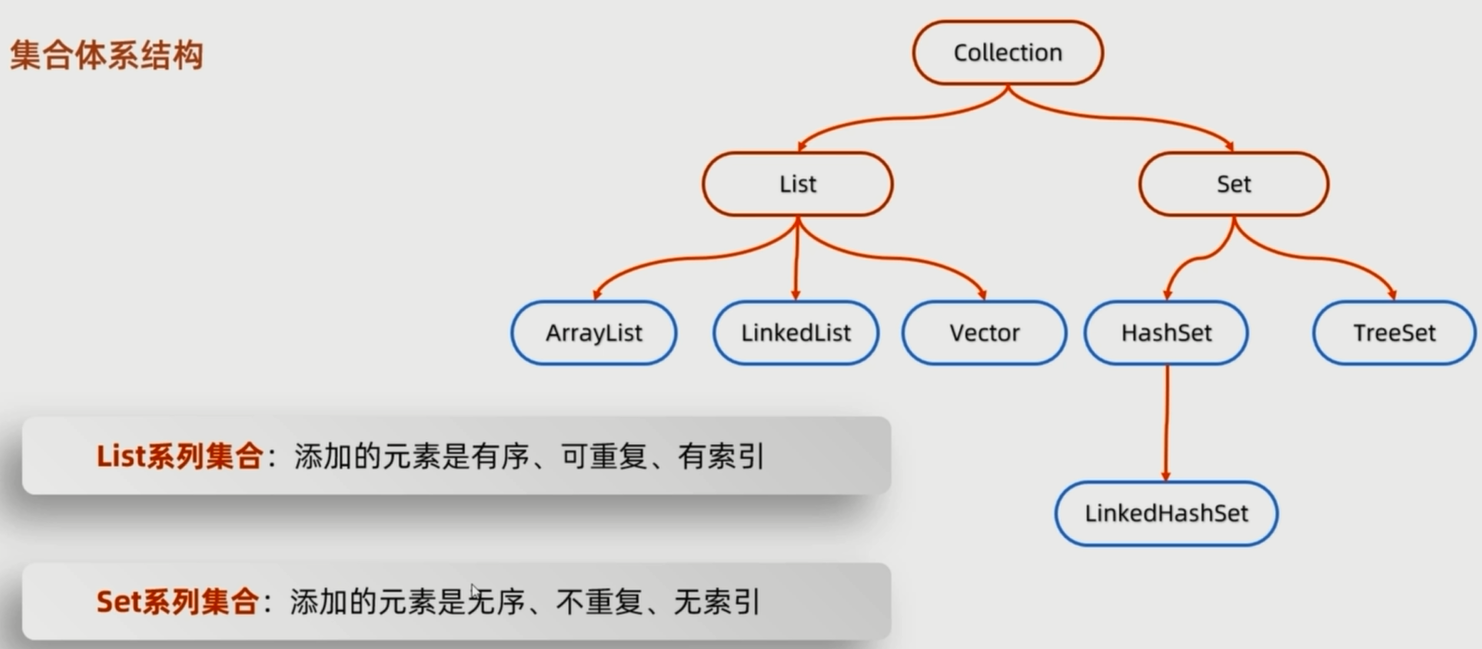 集合体系结构
Collection
List
Set
ArrayList
LinkedList
Vector
HashSet
TreeSet
LinkedHashSet
List系列集合：添加的元素是有序、可重复、有索引
Set系列集合：添加的元素是无序、不重复、无索引